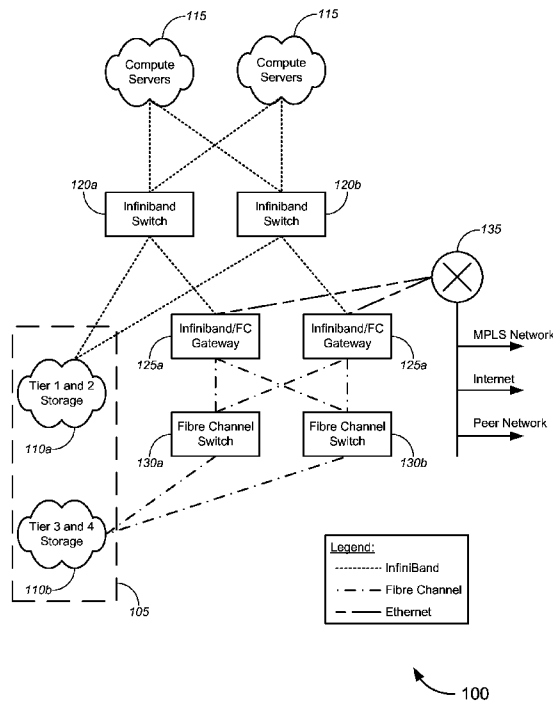 115
115
Compute
Servers
Compute
Servers
120a
120b
Infiniband
Switch
Infiniband
Switch
135
Infiniband/FC
Gateway
Infiniband/FC
Gateway
MPLS Network
125a
125a
Tier 1 and 2
Storage
Internet
Fibre Channel
Switch
Fibre Channel
Switch
Peer Network
110a
130a
130b
Tier 3 and 4
Storage
Legend:
InfiniBand
Fibre Channel
Ethernet
110b
105
100